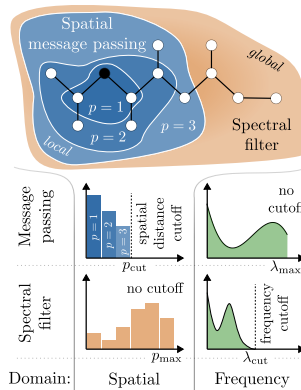 Spatial
message passing
global
p = 1
p = 2
p = 3
local
Spectral
filter
Message
passing
p = 1
p = 2
p = 3
spatial
distance
cutoff
p_cut
no
cutoff
λ_max
Spectral
filter
no cutoff
p_max
frequency
cutoff
λ_cut
Domain: Spatial Frequency